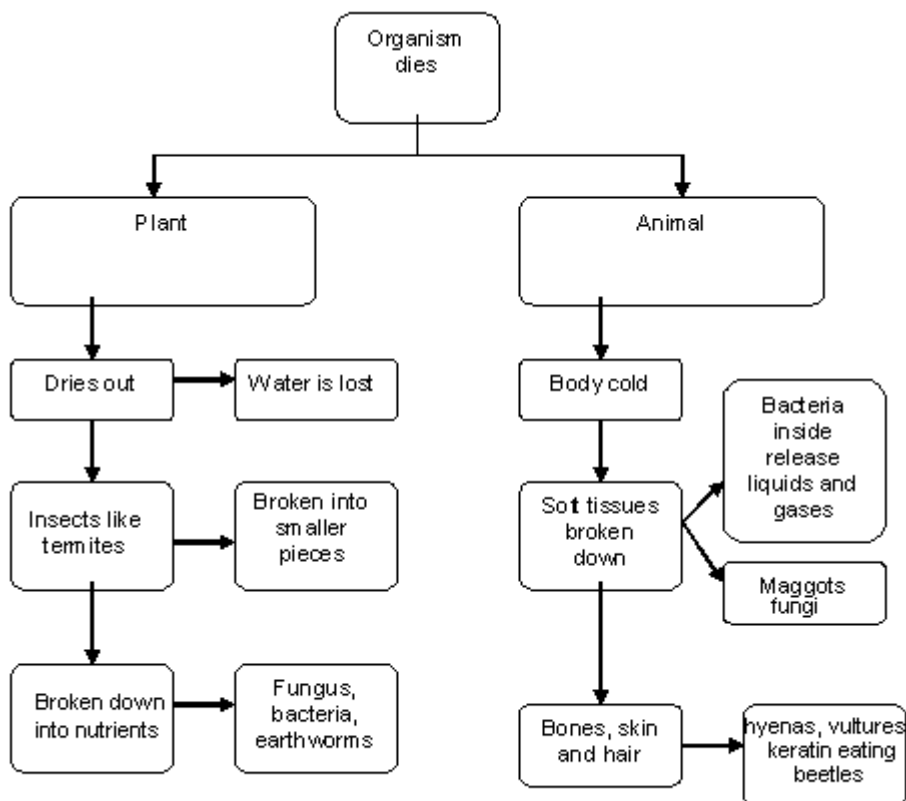 Organism
dies
Plant
Animal
Dries out
Water is lost
Body cold
Bacteria
inside
release
liquids and
gases
Insects like
termites
Broken into
smaller
pieces
Soft tissues
broken
down
Maggots
fungi
Broken down
into nutrients
Fungus,
bacteria,
earthworms
Bones, skin
and hair
hyenas, vultures
keratin eating
beetles